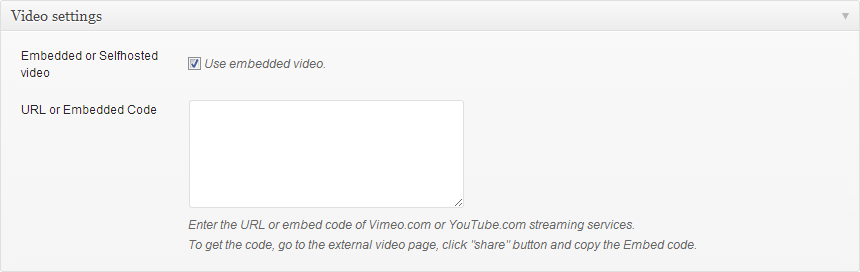 Video settings
Embedded or Selfhosted
video
Use embedded video.
URL or Embedded Code
Enter the URL or embed code of Vimeo.com or YouTube.com streaming services.
To get the code, go to the external video page, click "share" button and copy the Embed code.